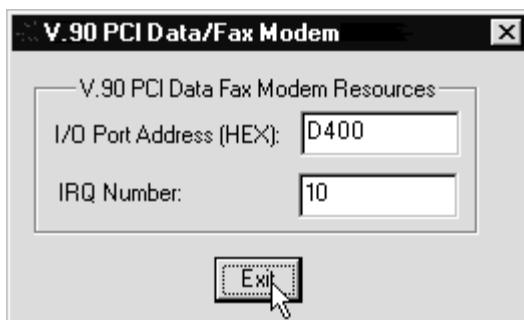 V.90 PCI Data/Fax Modem
V.90 PCI Data Fax Modem Resources
I/O Port Address (HEX): D400
IRQ Number: 10
Exit